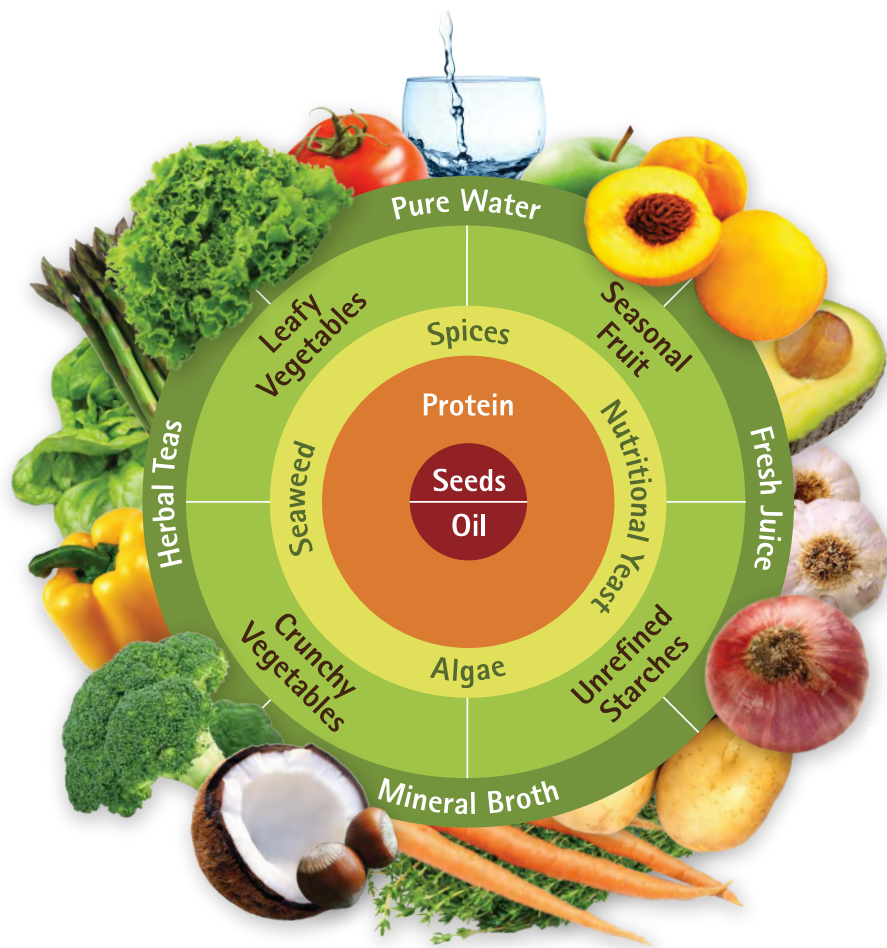 Pure Water
Leafy
Vegetables
Seasonal
Fruit
Spices
Protein
Seeds
Oil
Seaweed
Nutritional Yeast
Herbal Teas
Fresh Juice
Crunchy
Vegetables
Unrefined
Starches
Algae
Mineral Broth